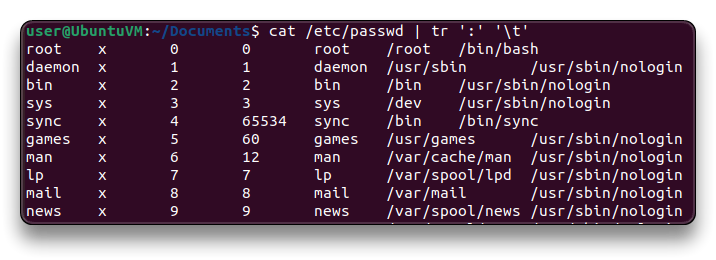 user@UbuntuVM:~/Documents$ cat /etc/passwd | tr ':' '\t'
root x 0 0 root /root /bin/bash
daemon x 1 1 daemon /usr/sbin /usr/sbin/nologin
bin x 2 2 bin /bin /usr/sbin/nologin
sys x 3 3 sys /dev /usr/sbin/nologin
sync x 4 65534 sync /bin /bin/sync
games x 5 60 games /usr/games /usr/sbin/nologin
man x 6 12 man /var/cache/man /usr/sbin/nologin
lp x 7 7 lp /var/spool/lpd /usr/sbin/nologin
mail x 8 8 mail /var/mail /usr/sbin/nologin
news x 9 9 news /var/spool/news /usr/sbin/nologin